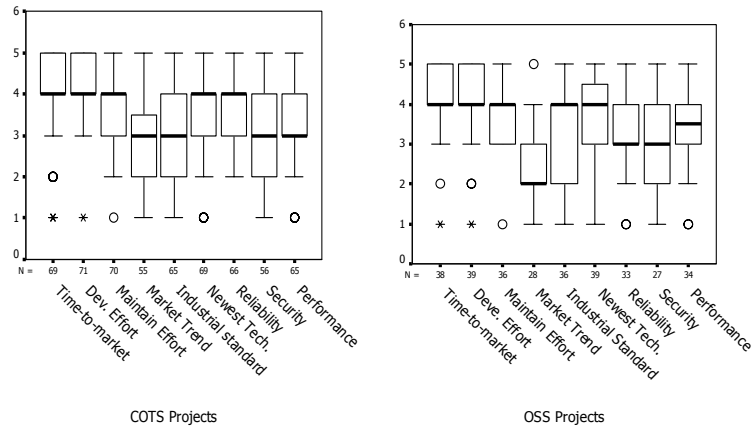 6
5
4
3
2
1
0
N = 69 71 70 55 65 69 66 56 65
Time-to-market
Dev. Effort
Maintain Effort
Market Trend
Industrial standard
Newest Tech.
Reliability
Security
Performance
COTS Projects
6
5
4
3
2
1
0
N = 38 39 36 28 36 39 33 27 34
Time-to-market
Deve. Effort
Maintain Effort
Market Trend
Industrial Standard
Newest Tech.
Reliability
Security
Performance
OSS Projects